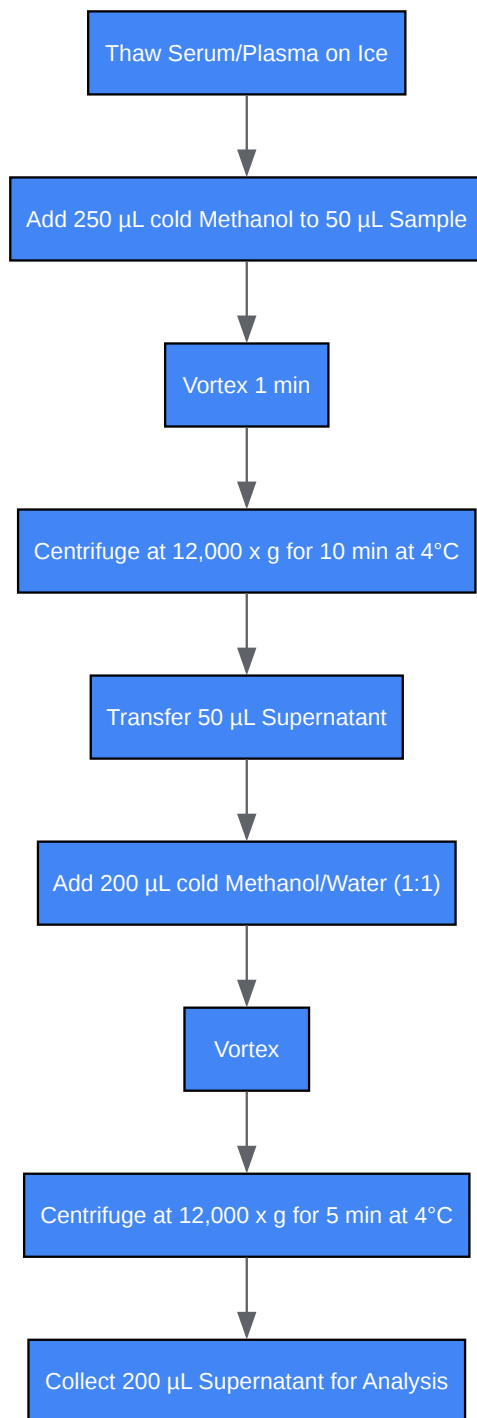 Thaw Serum/Plasma on Ice
Add 250 µL cold Methanol to 50 µL Sample
Vortex 1 min
Centrifuge at 12,000 x g for 10 min at 4°C
Transfer 50 µL Supernatant
Add 200 µL cold Methanol/Water (1:1)
Vortex
Centrifuge at 12,000 x g for 5 min at 4°C
Collect 200 µL Supernatant for Analysis